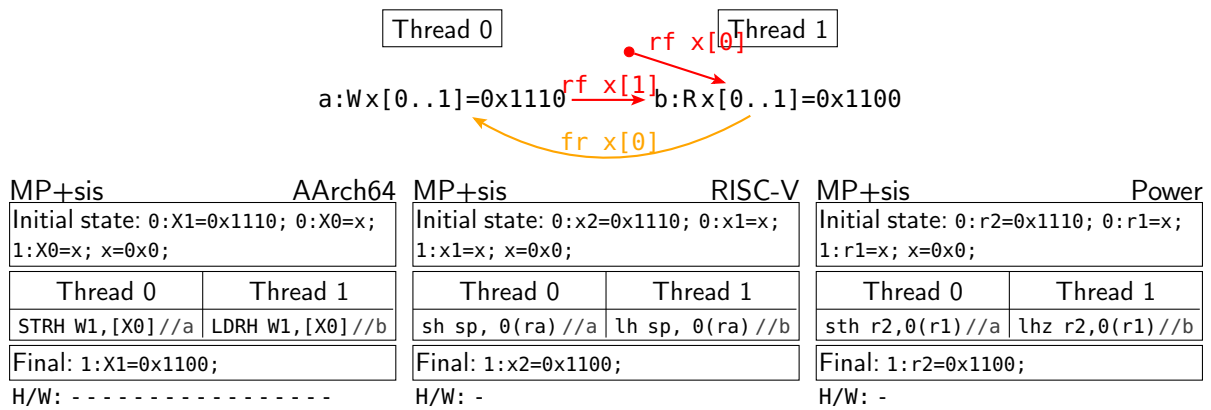 Thread 0 Thread 1
rf x[0]
a:Wx[0..1]=0x1110 rf x[1] b:Rx[0..1]=0x1100
fr x[0]
MP+sis AArch64 MP+sis RISC-V MP+sis Power
Initial state: 0:X1=0x1110; 0:X0=x; Initial state: 0:x2=0x1110; 0:x1=x; Initial state: 0:r2=0x1110; 0:r1=x;
1:X0=x; x=0x0; 1:x1=x; x=0x0; 1:r1=x; x=0x0;
Thread 0 Thread 1 Thread 0 Thread 1 Thread 0 Thread 1
STRH W1,[X0]//a LDRH W1,[X0]//b sh sp, 0(ra)//a lh sp, 0(ra)//b sth r2,0(r1)//a lhz r2,0(r1)//b
Final: 1:X1=0x1100; Final: 1:x2=0x1100; Final: 1:r2=0x1100;
H/W: - - - - - - - - - - - - - - - - - H/W: - H/W: -